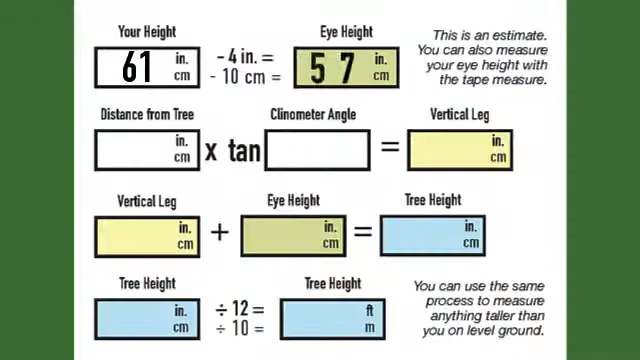 Your Height
Eye Height
61 in. cm
- 4 in. =
- 10 cm =
5 7 in. cm
This is an estimate.
You can also measure
your eye height with
the tape measure.
Distance from Tree
Clinometer Angle
Vertical Leg
in. cm x tan = in. cm
Vertical Leg
Eye Height
Tree Height
in. cm + in. cm = in. cm
Tree Height
Tree Height
in. cm
÷ 12 =
÷ 10 =
ft m
You can use the same
process to measure
anything taller than
you on level ground.